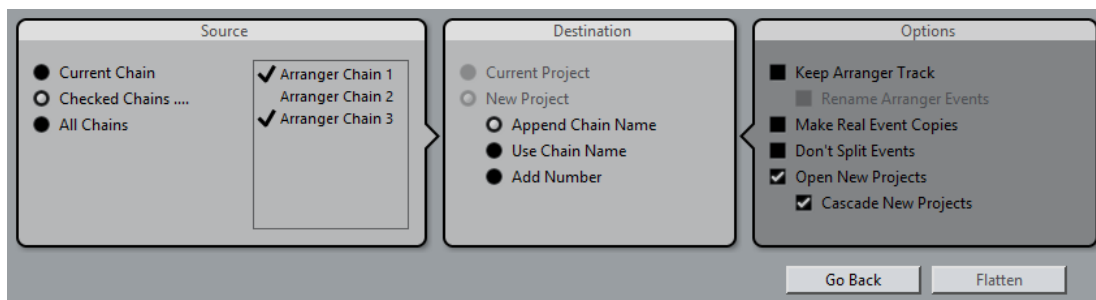 Source
Current Chain
Checked Chains ....
All Chains
Arranger Chain 1
Arranger Chain 2
Arranger Chain 3
Destination
Current Project
New Project
Append Chain Name
Use Chain Name
Add Number
Options
Keep Arranger Track
Rename Arranger Events
Make Real Event Copies
Don't Split Events
Open New Projects
Cascade New Projects
Go Back
Flatten